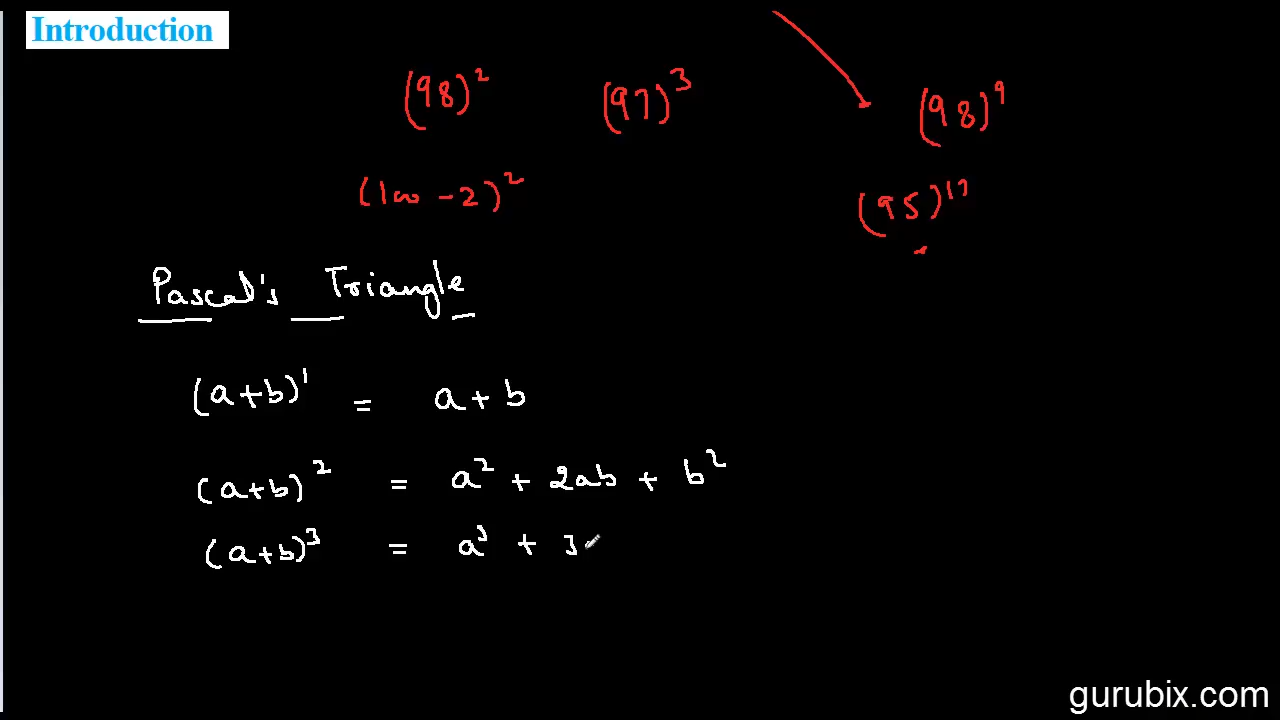 Introduction
(98)² (97)³ (98)⁹
(100 - 2)² (95)¹⁷
Pascal's Triangle
(a+b)¹ = a + b
(a+b)² = a² + 2ab + b²
(a+b)³ = a³ + 3
gurubix.com